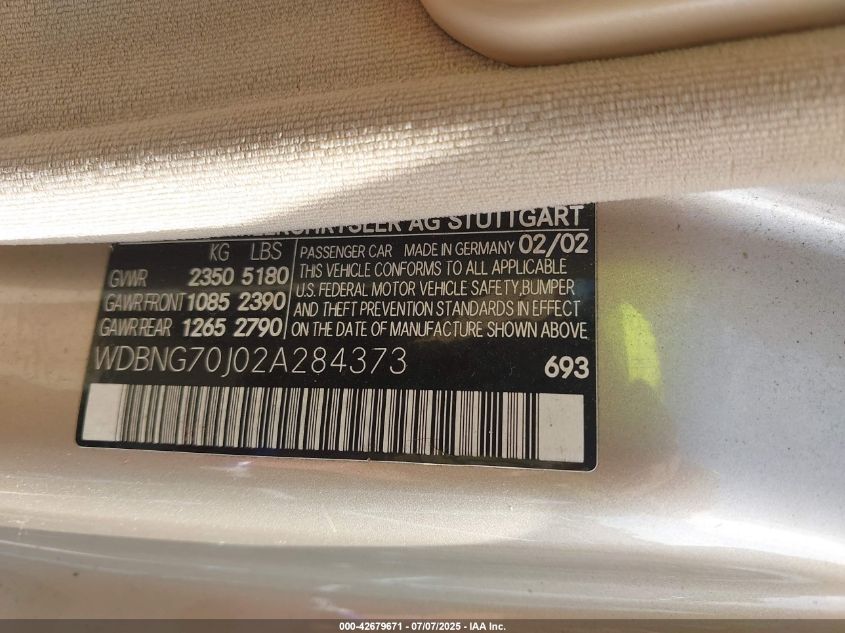 AG STUTTGART
KG LBS
GVWR 2350 5180
GAWR FRONT 1085 2390
GAWR REAR 1265 2790
PASSENGER CAR MADE IN GERMANY 02/02
THIS VEHICLE CONFORMS TO ALL APPLICABLE
U.S. FEDERAL MOTOR VEHICLE SAFETY,BUMPER
AND THEFT PREVENTION STANDARDS IN EFFECT
ON THE DATE OF MANUFACTURE SHOWN ABOVE
WDBNG70J02A284373
693
000-42679671 - 07/07/2025 - IAA Inc.